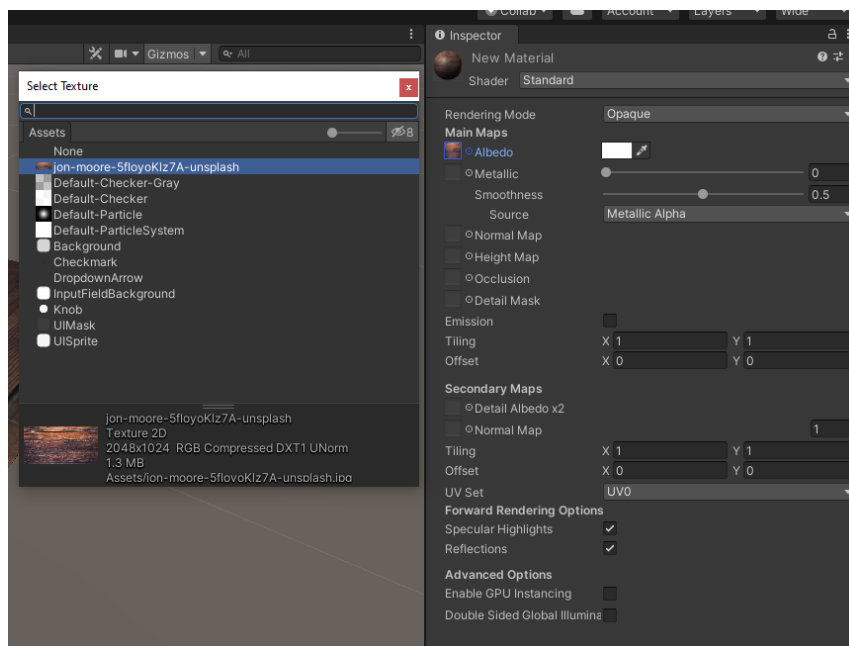 Collab Account Layers Wide
Inspector
Gizmos All
New Material
Shader Standard
Select Texture
Assets 8
None
jon-moore-5floyoKlz7A-unsplash
Default-Checker-Gray
Default-Checker
Default-Particle
Default-ParticleSystem
Background
Checkmark
DropdownArrow
InputFieldBackground
Knob
UIMask
UISprite
jon-moore-5floyoKlz7A-unsplash
Texture 2D
2048x1024 RGB Compressed DXT1 UNorm
1.3 MB
Assets/jon-moore-5floyoKlz7A-unsplash.jpg
Rendering Mode Opaque
Main Maps
Albedo
Metallic 0
Smoothness 0.5
Source Metallic Alpha
Normal Map
Height Map
Occlusion
Detail Mask
Emission
Tiling X 1 Y 1
Offset X 0 Y 0
Secondary Maps
Detail Albedo x2
Normal Map 1
Tiling X 1 Y 1
Offset X 0 Y 0
UV Set UV0
Forward Rendering Options
Specular Highlights
Reflections
Advanced Options
Enable GPU Instancing
Double Sided Global Illumina